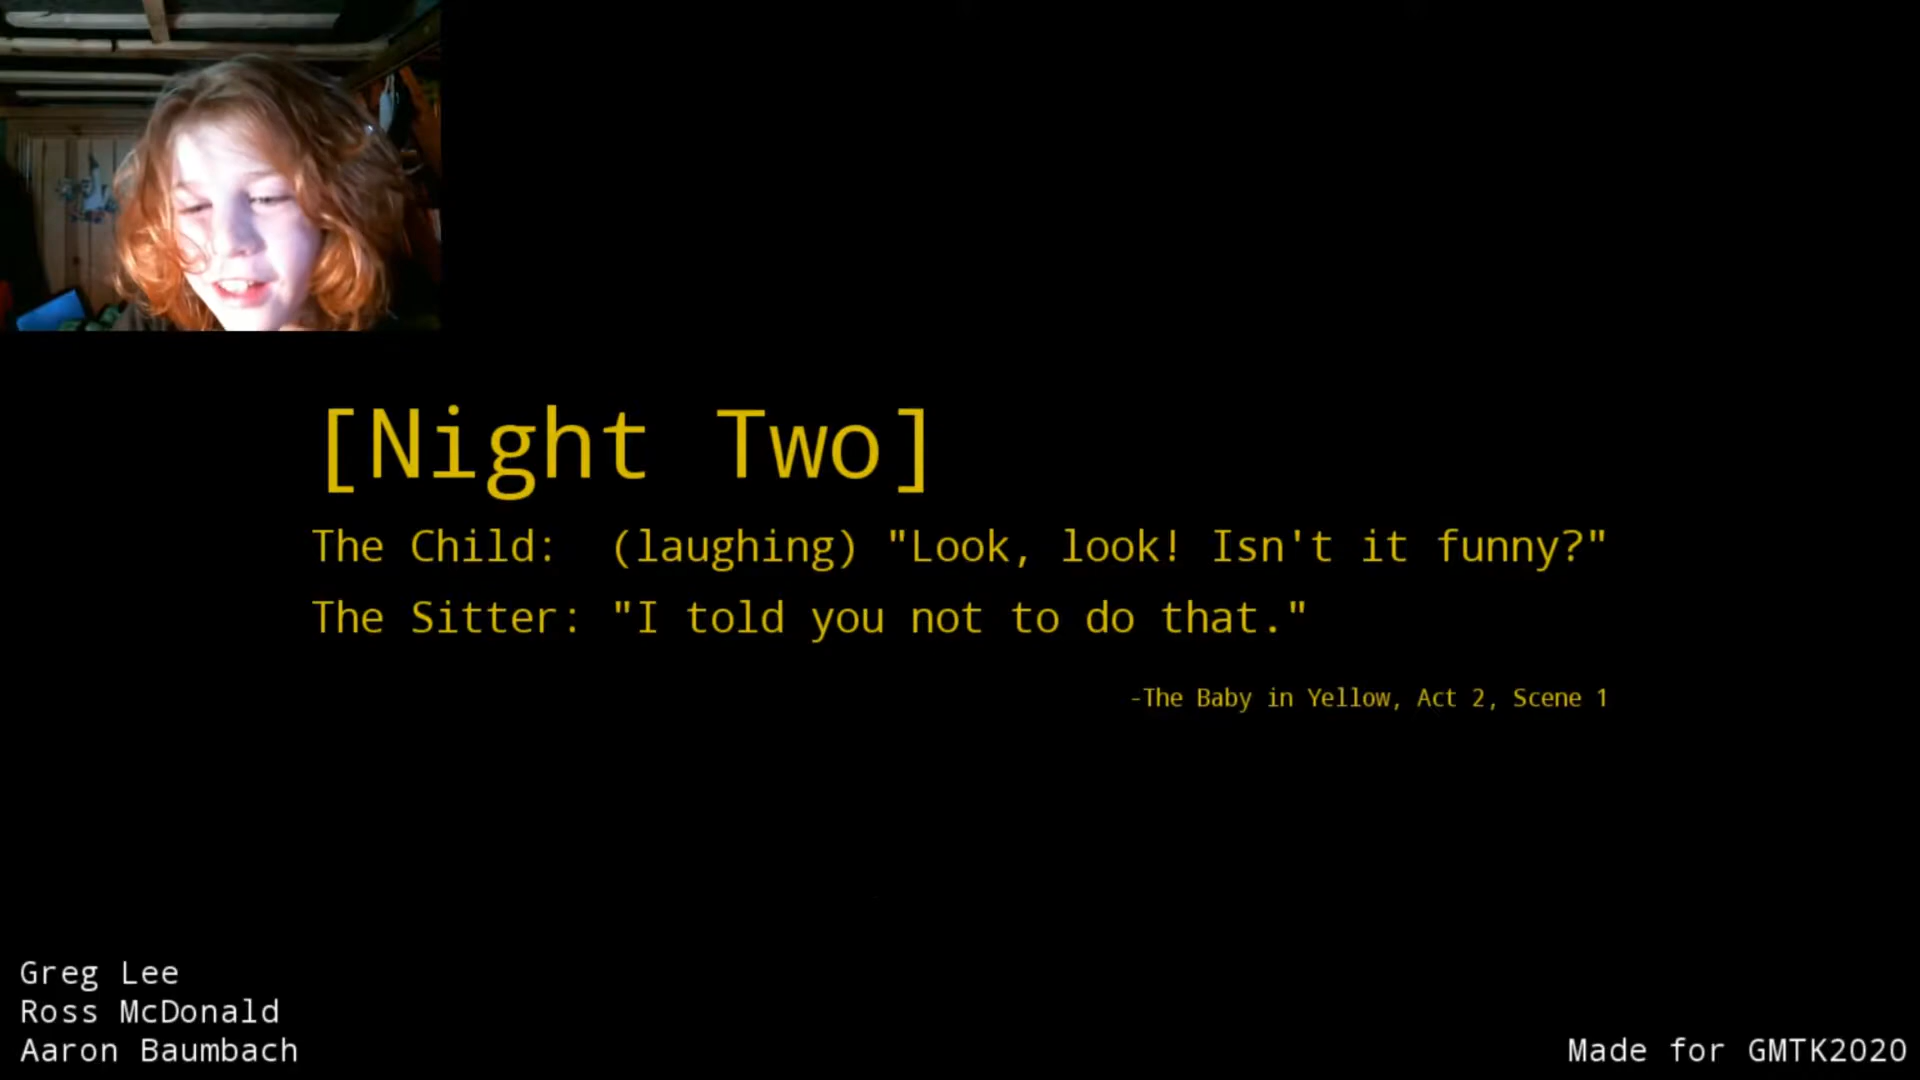 [Night Two]
The Child: (laughing) "Look, look! Isn't it funny?"
The Sitter: "I told you not to do that."
-The Baby in Yellow, Act 2, Scene 1
Greg Lee
Ross McDonald
Aaron Baumbach
Made for GMTK2020